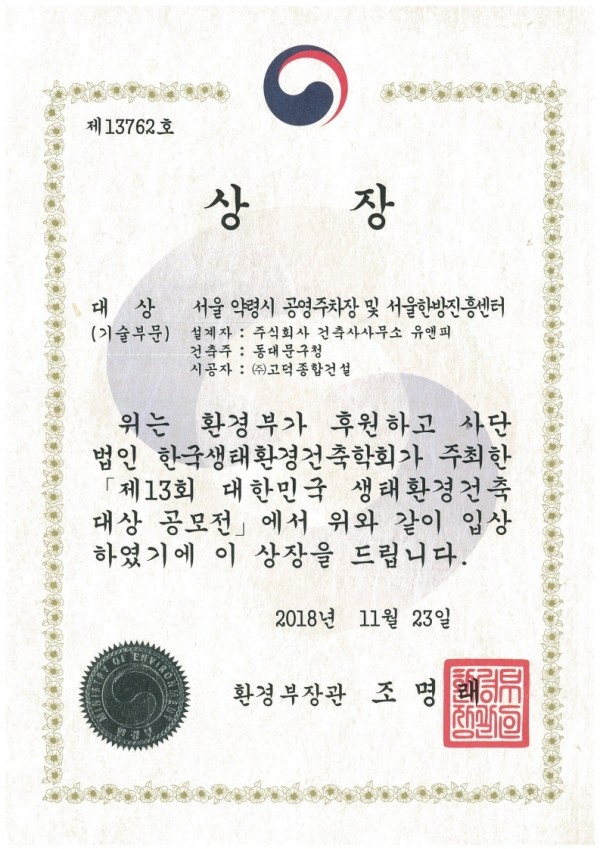 제13762호
상 장
대 상 서울 약령시 공영주차장 및 서울한방진흥센터
(기술부문) 설계자 : 주식회사 건축사사무소 유앤피
건축주 : 동대문구청
시공자 : ㈜고덕종합건설
위는 환경부가 후원하고 사단
법인 한국생태환경건축학회가 주최한
「제13회 대한민국 생태환경건축
대상 공모전」에서 위와 같이 입상
하였기에 이 상장을 드립니다.
2018년 11월 23일
MINISTRY OF ENVIRONMENT
환경부장관 조명래